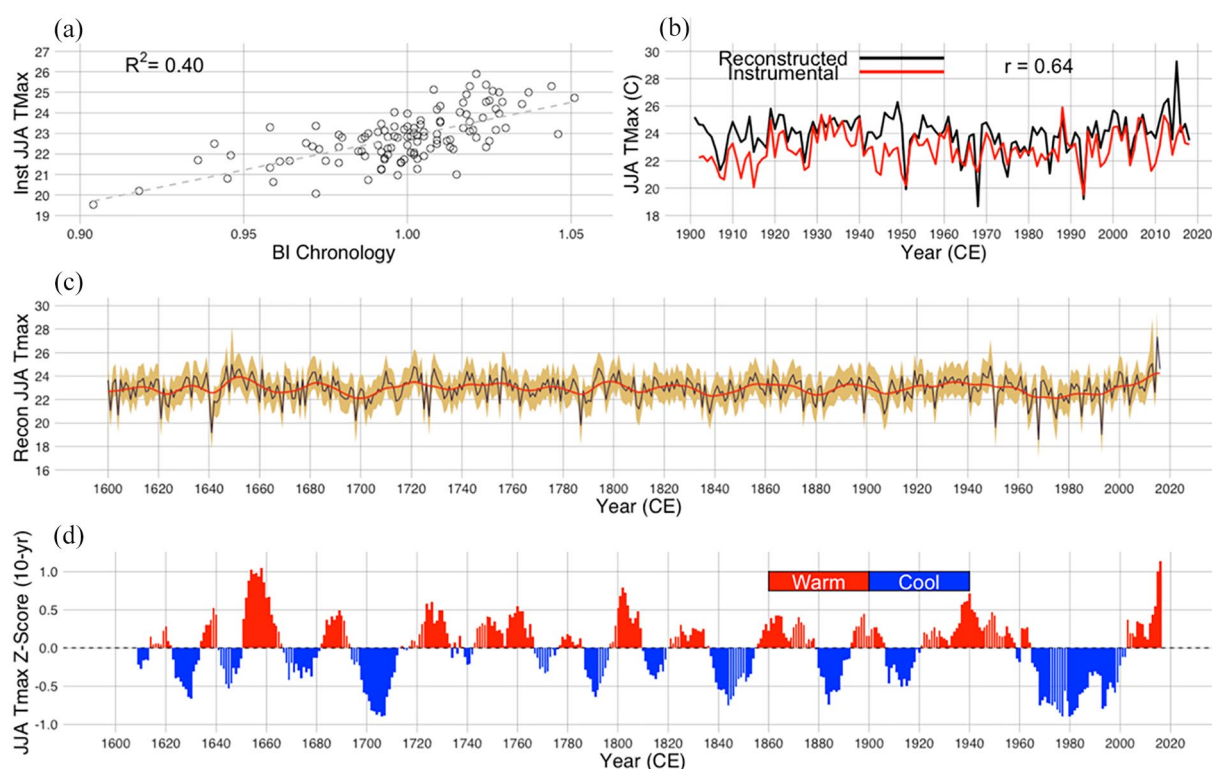 (a)
R²= 0.40
27
26
25
24
23
22
21
20
19
Inst JJA TMax
0.90 0.95 1.00 1.05
BI Chronology
(b)
Reconstructed
Instrumental
r = 0.64
30
28
26
24
22
20
18
JJA TMax (C)
1900 1910 1920 1930 1940 1950 1960 1970 1980 1990 2000 2010 2020
Year (CE)
(c)
30
28
26
24
22
20
18
16
Recon JJA Tmax
1600 1620 1640 1660 1680 1700 1720 1740 1760 1780 1800 1820 1840 1860 1880 1900 1920 1940 1960 1980 2000 2020
Year (CE)
(d)
Warm Cool
1.0
0.5
0.0
-0.5
-1.0
JJA Tmax Z-Score (10-yr)
1600 1620 1640 1660 1680 1700 1720 1740 1760 1780 1800 1820 1840 1860 1880 1900 1920 1940 1960 1980 2000 2020
Year (CE)